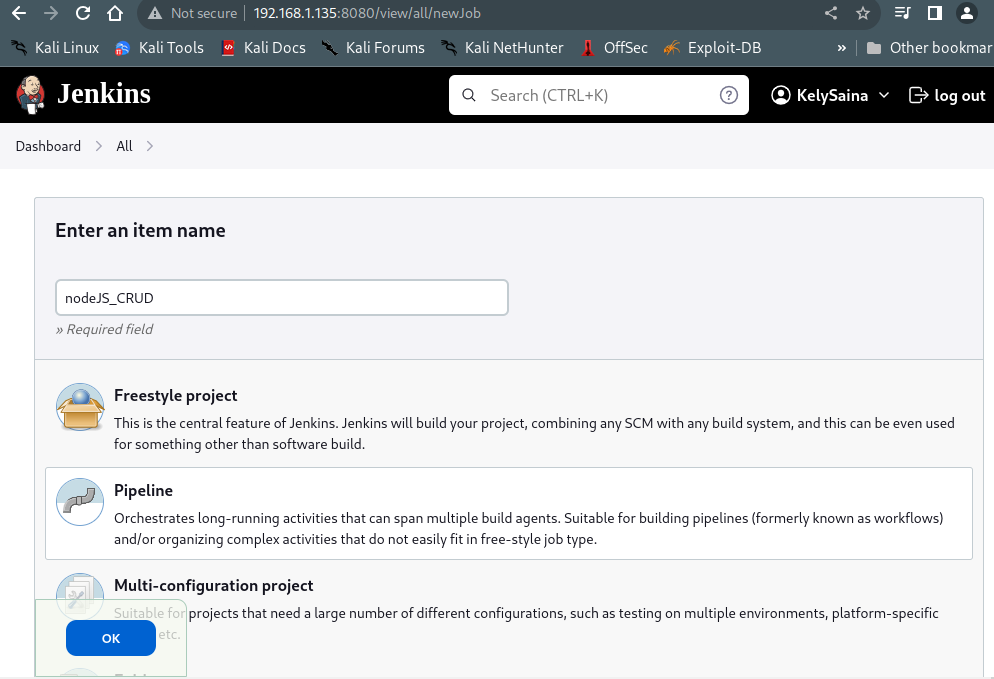 Not secure 192.168.1.135:8080/view/all/newJob
Kali Linux Kali Tools Kali Docs Kali Forums Kali NetHunter OffSec Exploit-DB » Other bookmar
Jenkins Search (CTRL+K) ? KelySaina log out
Dashboard All
Enter an item name
nodeJS_CRUD
» Required field
Freestyle project
This is the central feature of Jenkins. Jenkins will build your project, combining any SCM with any build system, and this can be even used
for something other than software build.
Pipeline
Orchestrates long-running activities that can span multiple build agents. Suitable for building pipelines (formerly known as workflows)
and/or organizing complex activities that do not easily fit in free-style job type.
Multi-configuration project
Suitable for projects that need a large number of different configurations, such as testing on multiple environments, platform-specific
etc.
OK